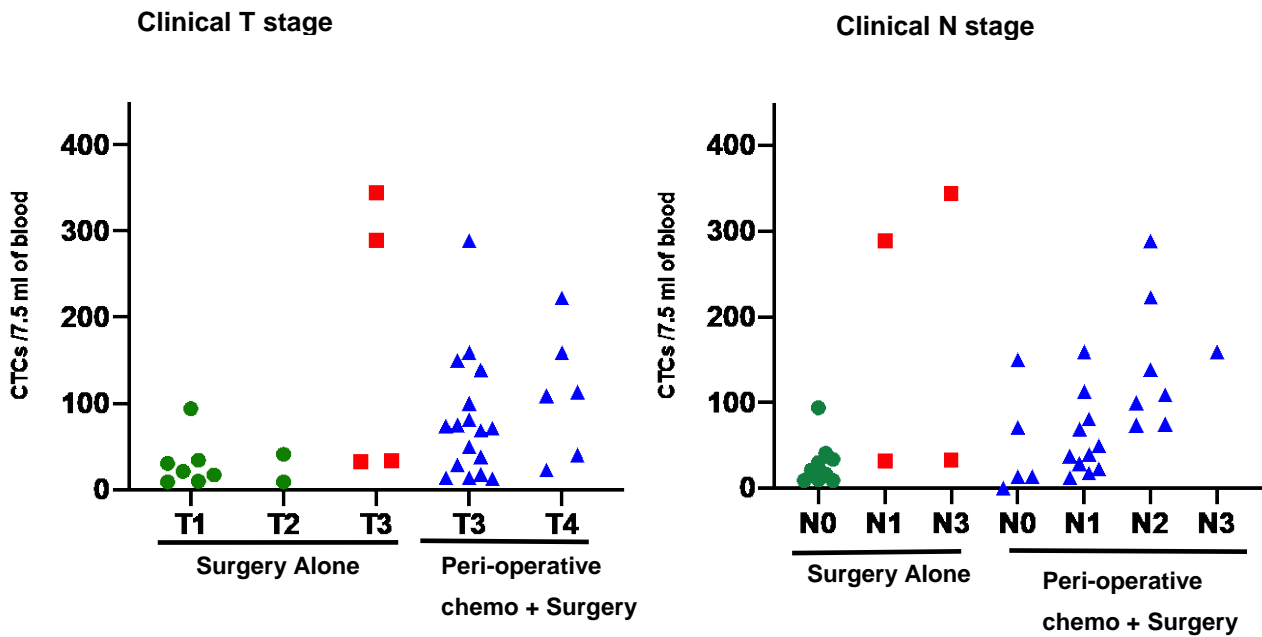 Clinical T stage
CTCs /7.5 ml of blood
400
300
200
100
0
T1 T2 T3 T3 T4
Surgery Alone
Peri-operative
chemo + Surgery
Clinical N stage
CTCs /7.5 ml of blood
400
300
200
100
0
N0 N1 N3 N0 N1 N2 N3
Surgery Alone
Peri-operative
chemo + Surgery